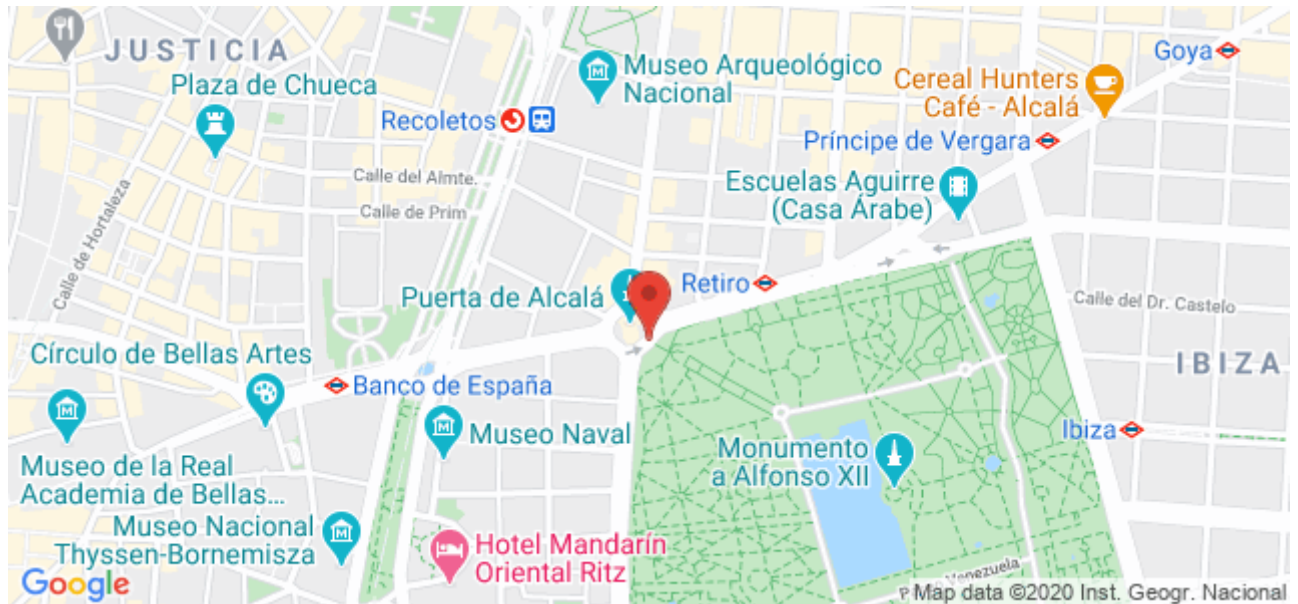 JUSTICIA
Plaza de Chueca
Recoletos
Museo Arqueológico
Nacional
Goya
Cereal Hunters
Café - Alcalá
Príncipe de Vergara
Calle del Almte.
Calle de Prim
Escuelas Aguirre
(Casa Árabe)
Calle de Hortaleza
Puerta de Alcalá
Retiro
Calle del Dr. Castelo
Círculo de Bellas Artes
Banco de España
IBIZA
Museo Naval
Ibiza
Museo de la Real
Academia de Bellas...
Monumento
a Alfonso XII
Museo Nacional
Thyssen-Bornemisza
Hotel Mandarín
Oriental Ritz
Venezuela
Google
Map data ©2020 Inst. Geogr. Nacional